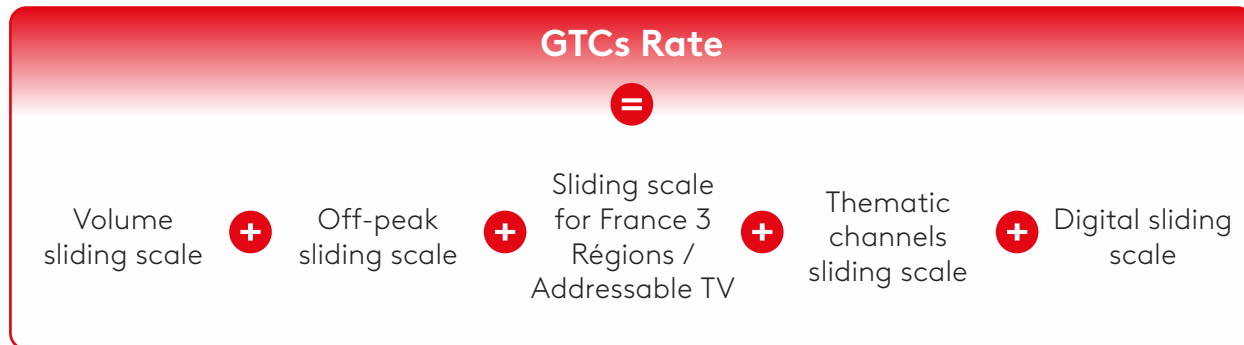 GTCs Rate
=
Volume
sliding scale
+
Off-peak
sliding scale
+
Sliding scale
for France 3
Régions /
Addressable TV
+
Thematic
channels
sliding scale
+
Digital sliding
scale